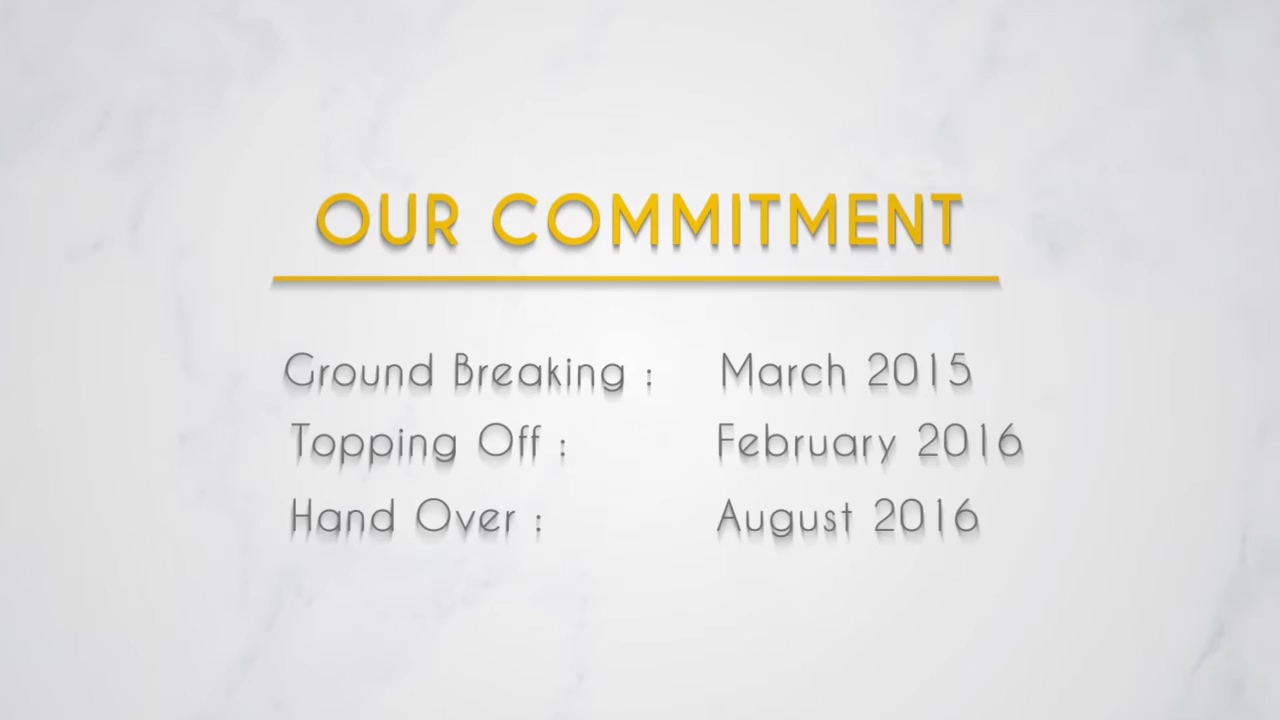 OUR COMMITMENT
Ground Breaking : March 2015
Topping Off : February 2016
Hand Over : August 2016